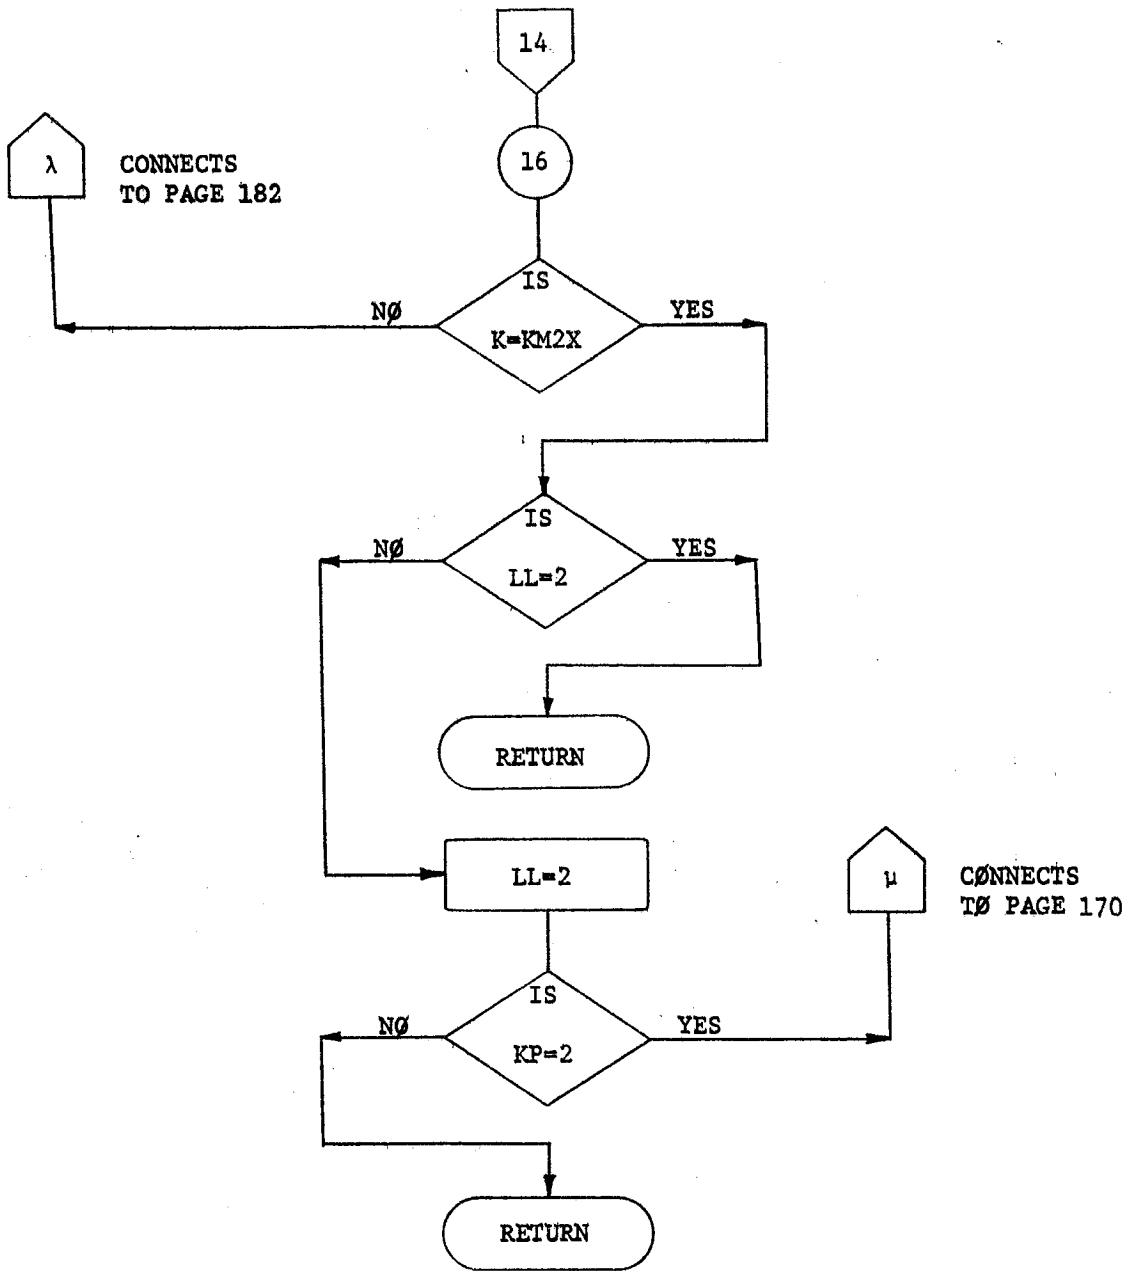 14
16
λ
CONNECTS
TO PAGE 182
IS
K=KM2X
NØ
YES
IS
LL=2
NØ
YES
RETURN
LL=2
μ
CØNNECTS
TØ PAGE 170
IS
KP=2
NØ
YES
RETURN